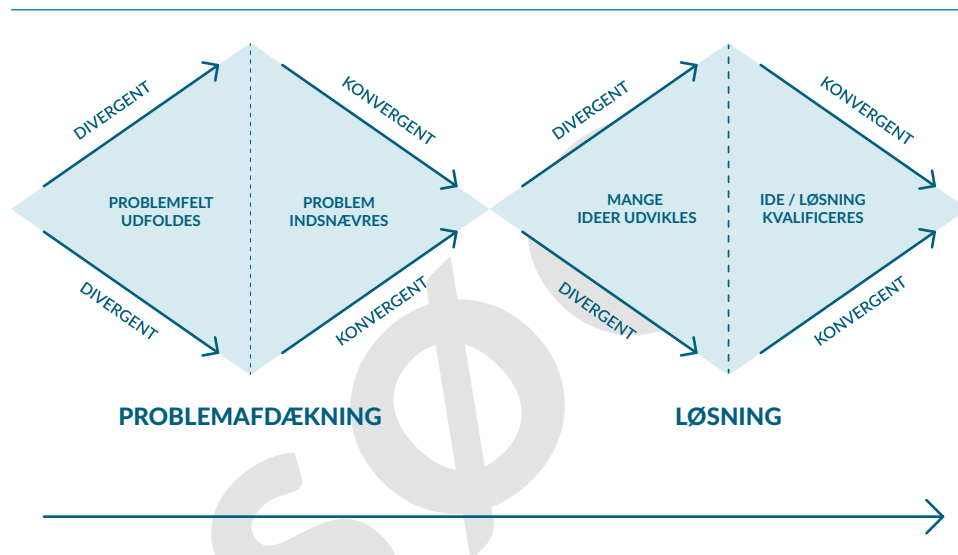 DIVERGENT
KONVERGENT
DIVERGENT
KONVERGENT
PROBLEMFELT
UDFOLDES
PROBLEM
INDSNÆVRES
MANGE
IDEER UDVIKLES
IDE / LØSNING
KVALIFICERES
DIVERGENT
KONVERGENT
DIVERGENT
KONVERGENT
PROBLEMAFDÆKNING
LØSNING